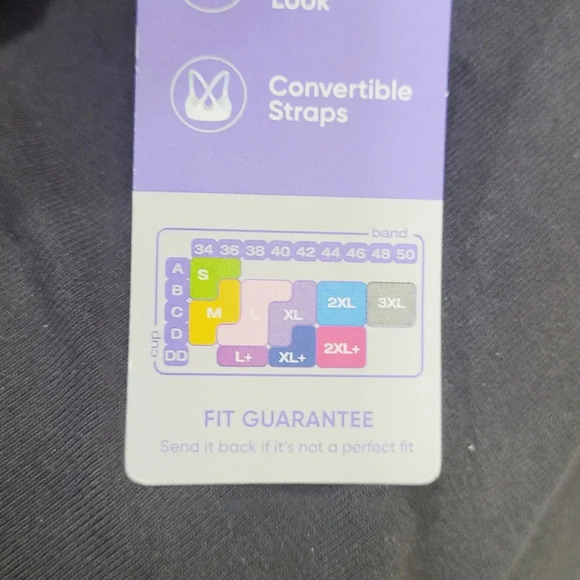 Look
Convertible
Straps
band
34 36 38 40 42 44 46 48 50
A
S
B
C
M
L
XL
2XL
3XL
D
DD
L+
XL+
2XL+
cup
FIT GUARANTEE
Send it back if it's not a perfect fit